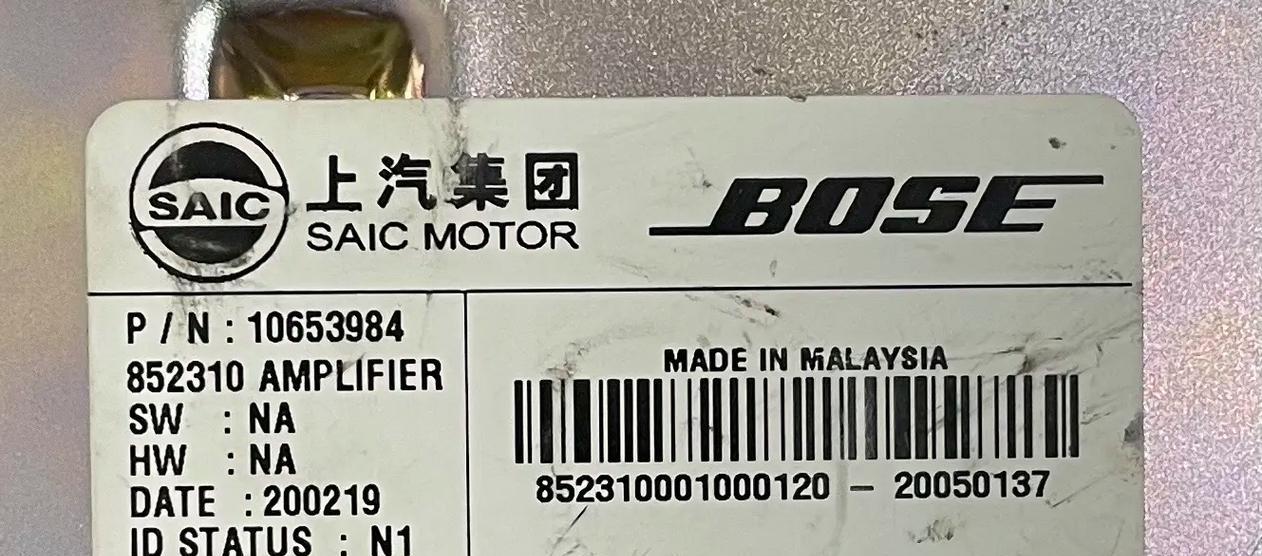 SAIC
上汽集团
SAIC MOTOR
BOSE
P / N : 10653984
852310 AMPLIFIER
SW : NA
HW : NA
DATE : 200219
ID STATUS : N1
MADE IN MALAYSIA
852310001000120 – 20050137